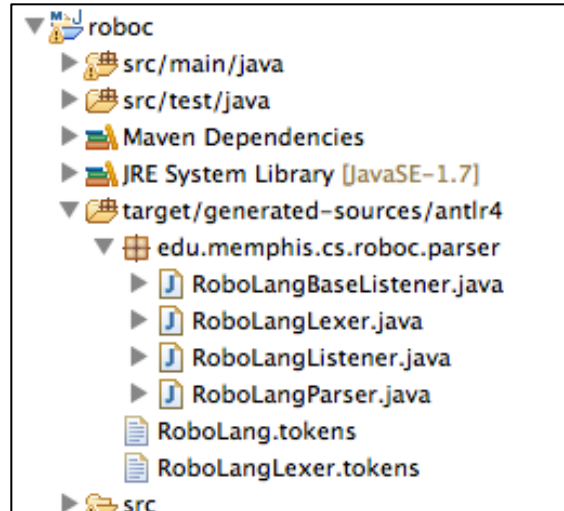 roboc
src/main/java
src/test/java
Maven Dependencies
JRE System Library [JavaSE-1.7]
target/generated-sources/antlr4
edu.memphis.cs.roboc.parser
RoboLangBaseListener.java
RoboLangLexer.java
RoboLangListener.java
RoboLangParser.java
RoboLang.tokens
RoboLangLexer.tokens
src